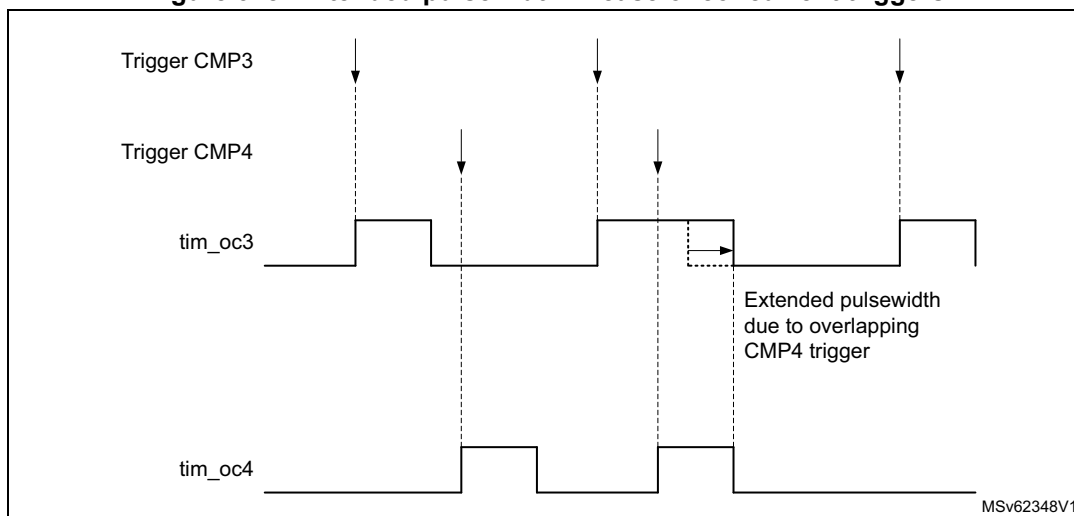 Trigger CMP3
Trigger CMP4
tim_oc3
Extended pulsewidth
due to overlapping
CMP4 trigger
tim_oc4
MSv62348V1